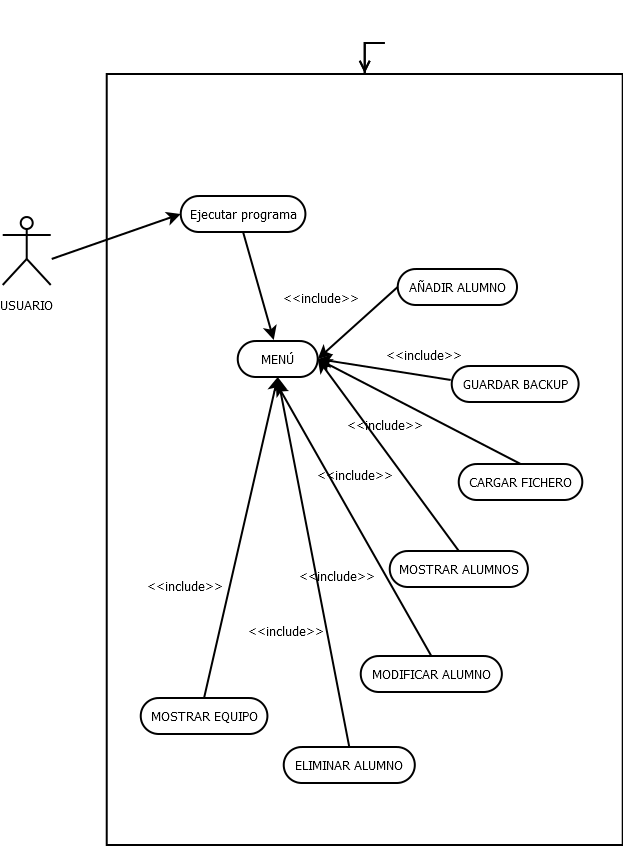 Ejecutar programa
USUARIO
AÑADIR ALUMNO
<<include>>
MENÚ
<<include>>
GUARDAR BACKUP
<<include>>
<<include>>
CARGAR FICHERO
MOSTRAR ALUMNOS
<<include>>
<<include>>
<<include>>
MODIFICAR ALUMNO
MOSTRAR EQUIPO
ELIMINAR ALUMNO